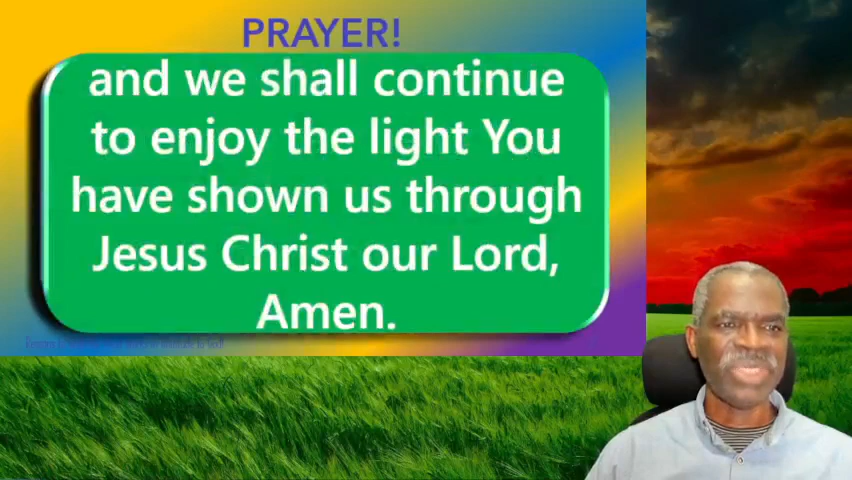 PRAYER!
and we shall continue
to enjoy the light You
have shown us through
Jesus Christ our Lord,
Amen.